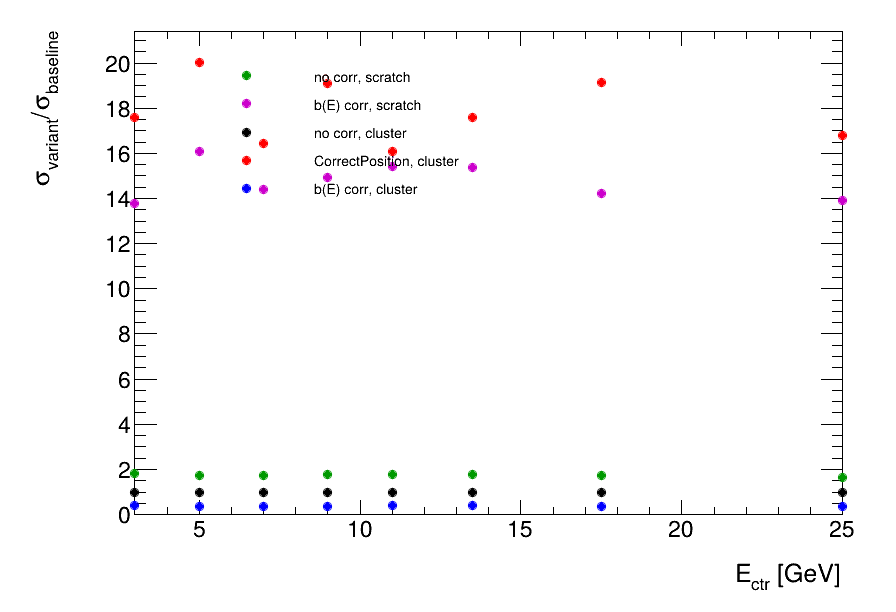 σvariant/σbaseline
20
18
16
14
12
10
8
6
4
2
0
no corr, scratch
b(E) corr, scratch
no corr, cluster
CorrectPosition, cluster
b(E) corr, cluster
5 10 15 20 25
Ectr [GeV]